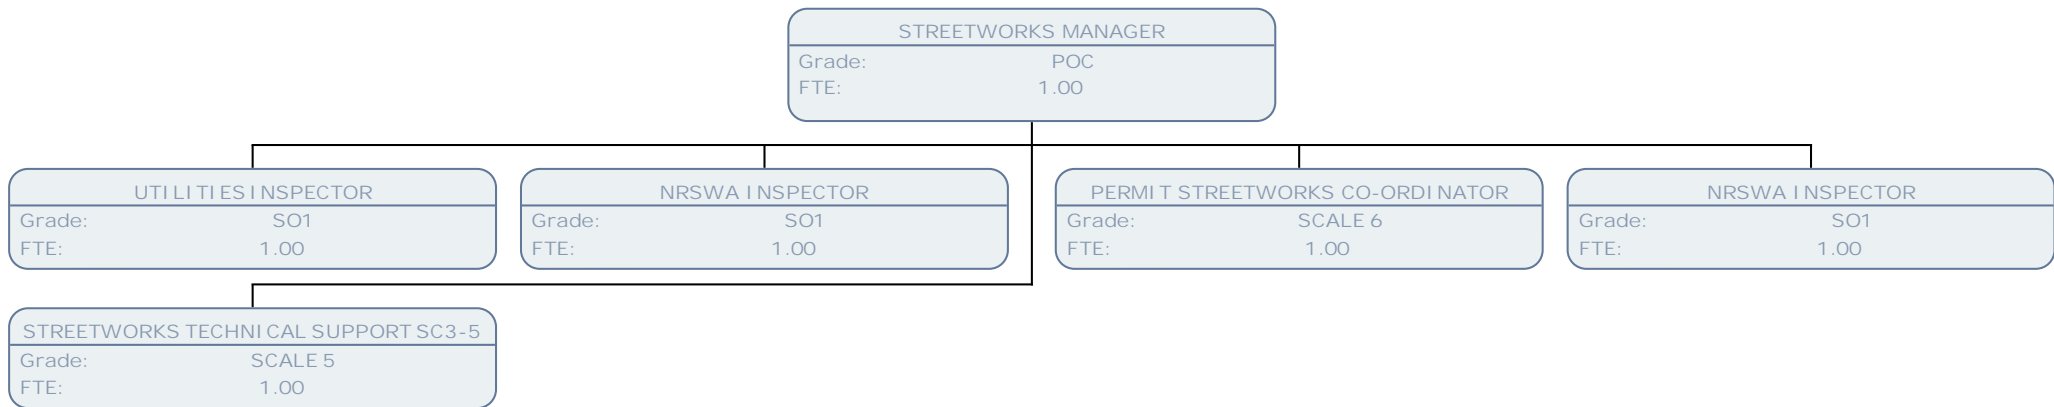 STREETWORKS MANAGER
Grade: POC
FTE: 1.00
UTILITIES INSPECTOR
Grade: SO1
FTE: 1.00
NRSWA INSPECTOR
Grade: SO1
FTE: 1.00
PERMIT STREETWORKS CO-ORDINATOR
Grade: SCALE 6
FTE: 1.00
NRSWA INSPECTOR
Grade: SO1
FTE: 1.00
STREETWORKS TECHNICAL SUPPORT SC3-5
Grade: SCALE 5
FTE: 1.00